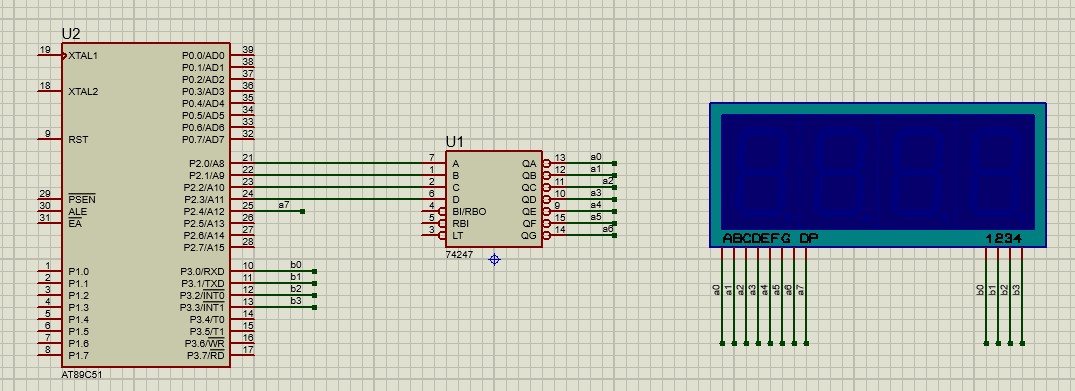 U2
19 XTAL1 P0.0/AD0 39
P0.1/AD1 38
P0.2/AD2 37
18 XTAL2 P0.3/AD3 36
P0.4/AD4 35
P0.5/AD5 34
P0.6/AD6 33
9 RST P0.7/AD7 32
P2.0/A8 21
P2.1/A9 22
P2.2/A10 23
29 PSEN P2.3/A11 24
30 ALE P2.4/A12 25 a7
31 EA P2.5/A13 26
P2.6/A14 27
P2.7/A15 28
1 P1.0 P3.0/RXD 10 b0
2 P1.1 P3.1/TXD 11 b1
3 P1.2 P3.2/INT0 12 b2
4 P1.3 P3.3/INT1 13 b3
5 P1.4 P3.4/T0 14
6 P1.5 P3.5/T1 15
7 P1.6 P3.6/WR 16
8 P1.7 P3.7/RD 17
AT89C51
U1
7 A QA 13 a0
1 B QB 12 a1
2 C QC 11 a2
6 D QD 10 a3
4 BI/RBO QE 9 a4
5 RBI QF 15 a5
3 LT QG 14 a6
74247
ABCDEFG DP 1234
a0 a1 a2 a3 a4 a5 a6 a7 b0 b1 b2 b3